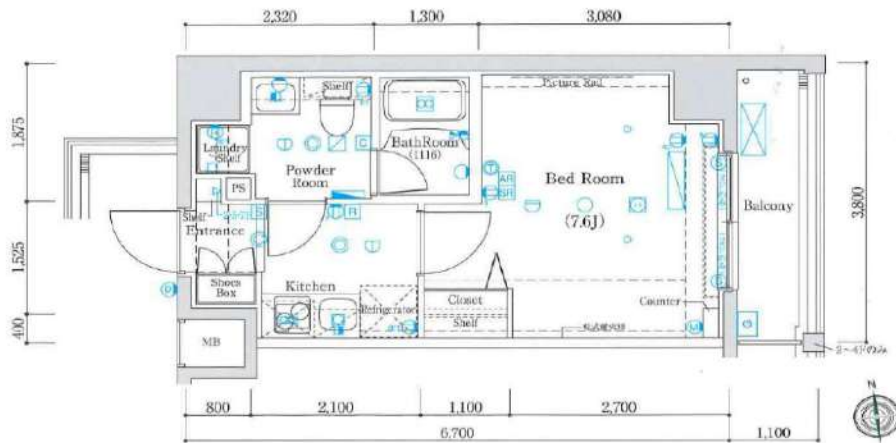 2,320
1,300
3,080
1,875
1,525
400
3,800
Shelf
Picture Rail
Laundry
Shelf
Powder
Room
C
BathRoom
(1116)
T
AR
SR
Bed Room
(7.6J)
Balcony
PS
S
R
Shelf
Entrance
Shoes
Box
Kitchen
Refrigerator
Closet
Shelf
Counter
M
G
MB
N
800
2,100
1,100
2,700
6,700
1,100